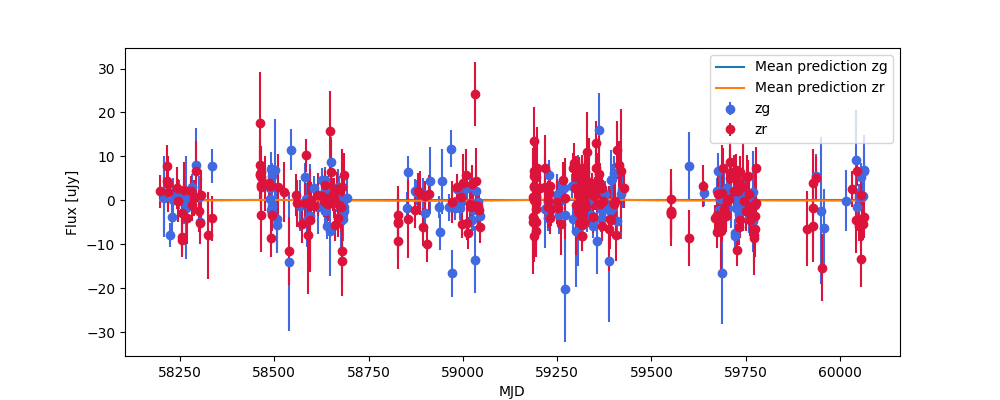 30
20
10
0
−10
−20
−30
Flux [uJy]
58250
58500
58750
59000
59250
59500
59750
60000
MJD
Mean prediction zg
Mean prediction zr
zg
zr